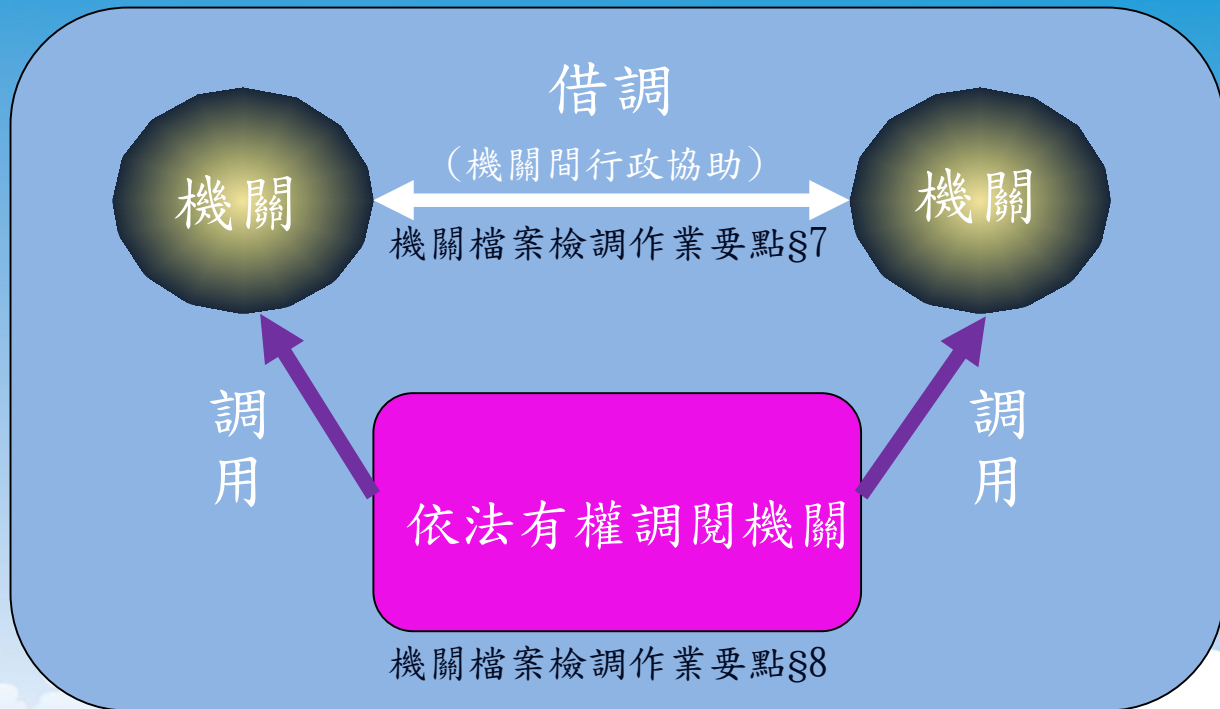 借調
（機關間行政協助）
機關
機關
機關檔案檢調作業要點§7
調用
調用
依法有權調閱機關
機關檔案檢調作業要點§8